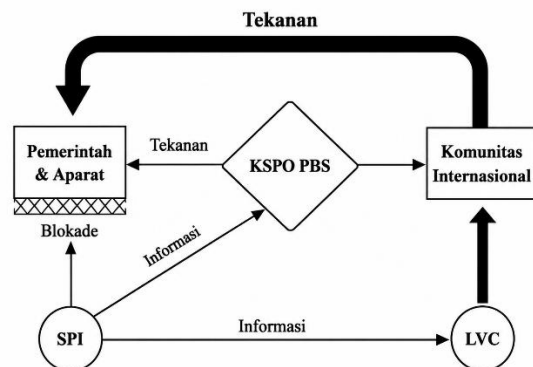 Tekanan
Pemerintah
& Aparat
Tekanan
KSPO PBS
Komunitas
Internasional
Blokade
Informasi
SPI
Informasi
LVC